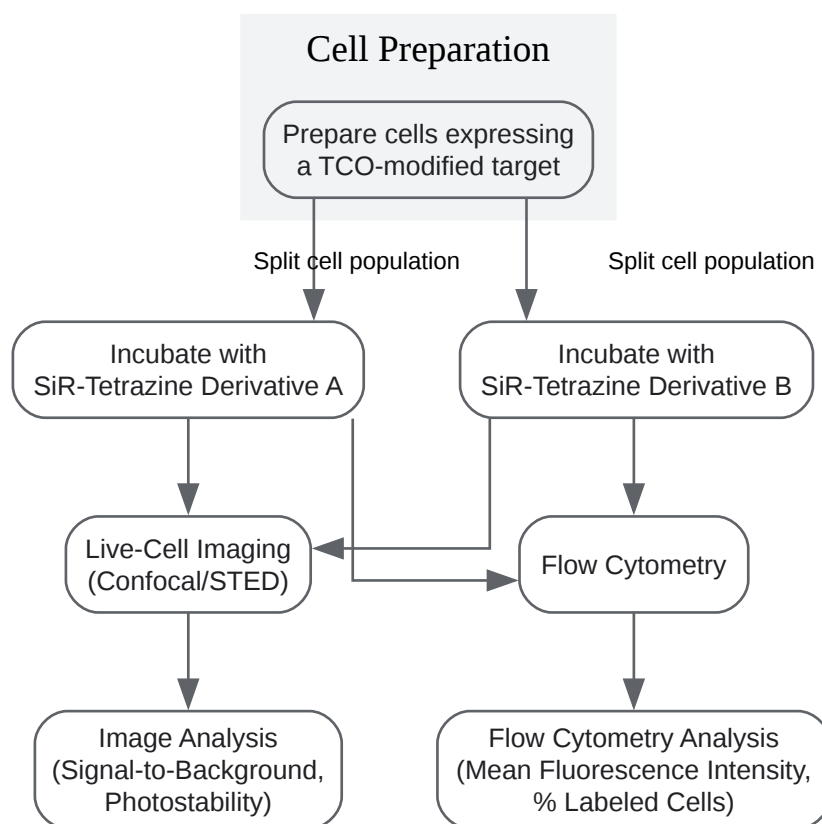 Cell Preparation
Prepare cells expressing
a TCO-modified target
Split cell population
Split cell population
Incubate with
SiR-Tetrazine Derivative A
Incubate with
SiR-Tetrazine Derivative B
Live-Cell Imaging
(Confocal/STED)
Flow Cytometry
Image Analysis
(Signal-to-Background,
Photostability)
Flow Cytometry Analysis
(Mean Fluorescence Intensity,
% Labeled Cells)